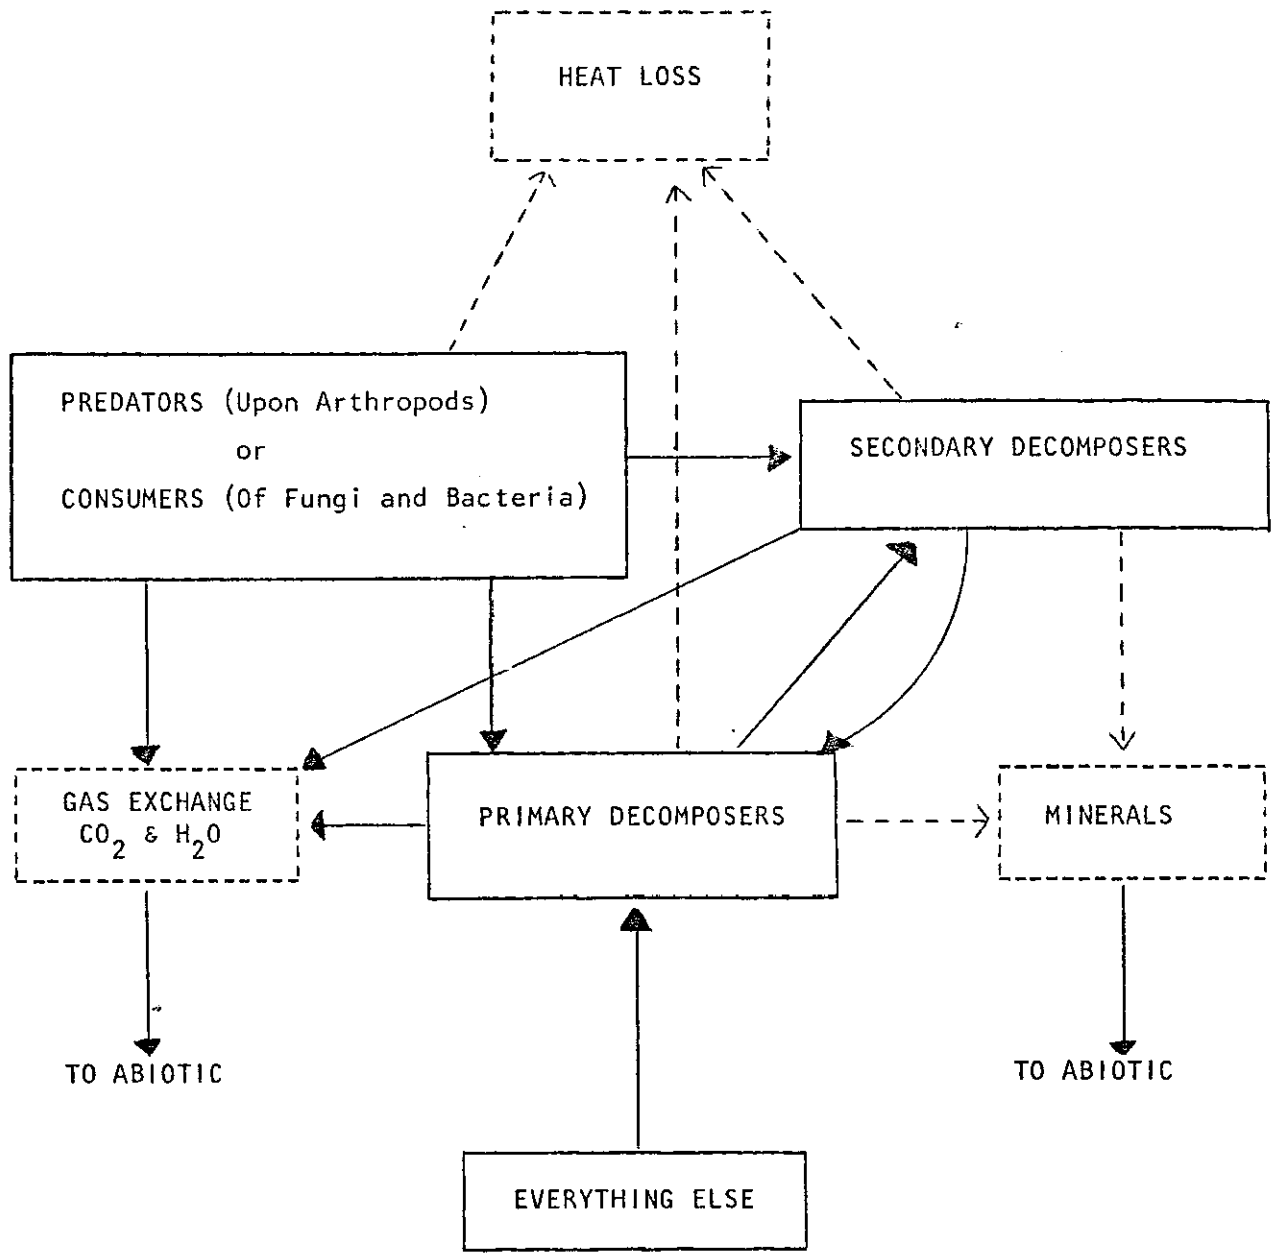 HEAT LOSS
PREDATORS (Upon Arthropods)
or
CONSUMERS (Of Fungi and Bacteria)
SECONDARY DECOMPOSERS
GAS EXCHANGE
CO₂ & H₂O
PRIMARY DECOMPOSERS
MINERALS
TO ABIOTIC
TO ABIOTIC
EVERYTHING ELSE